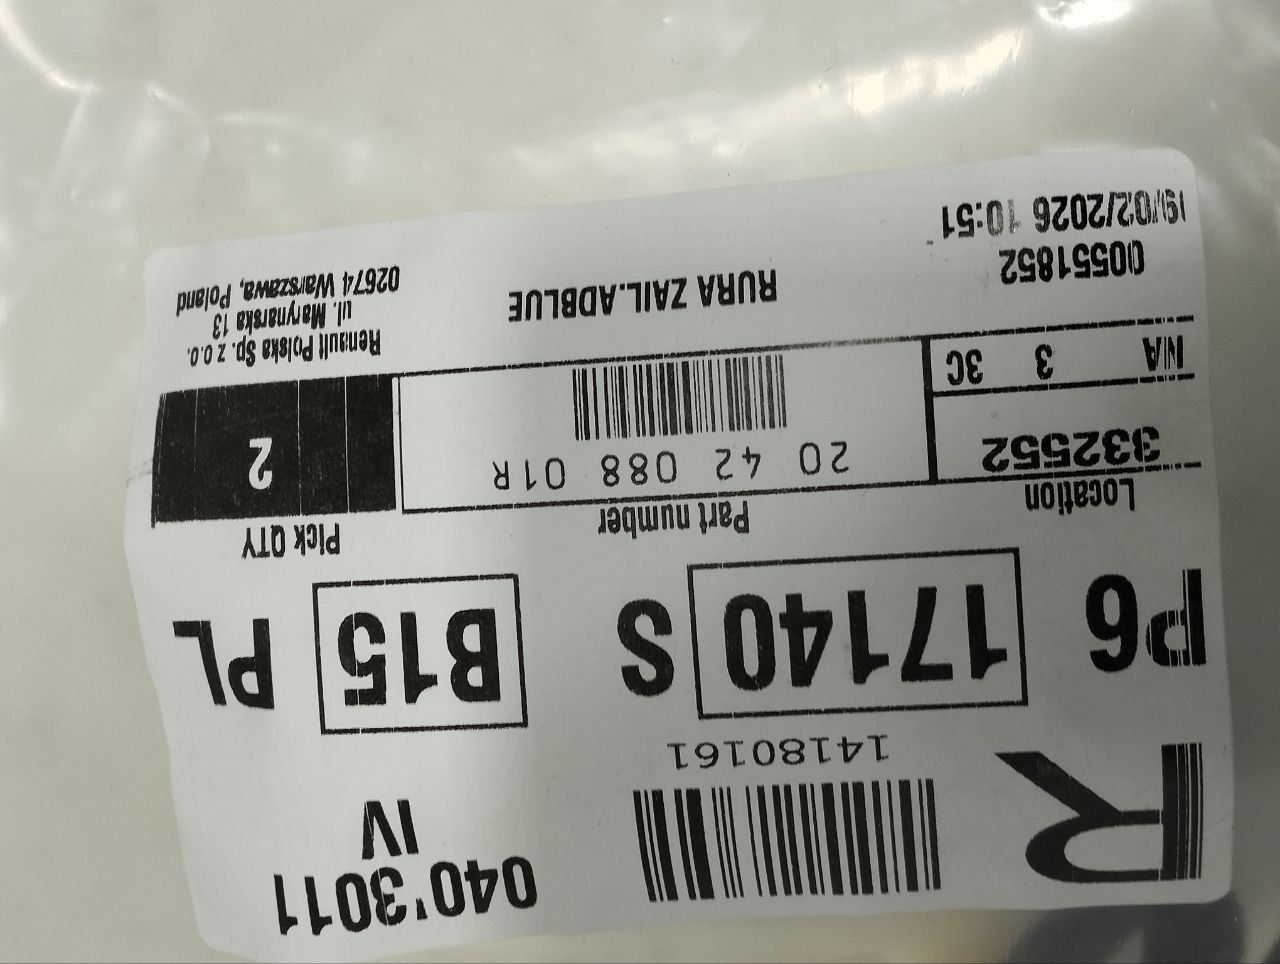 040'3011
IV
R
14180161
P6 17140 S B15 PL
Location Part number Pick QTY
332552 20 42 088 01R 2
N/A 3 3C
Renault Polska Sp. z o.o.
ul. Marynarska 13
02674 Warszawa, Poland
00551852 RURA ZAIL.ADBLUE
19/02/2026 10:51